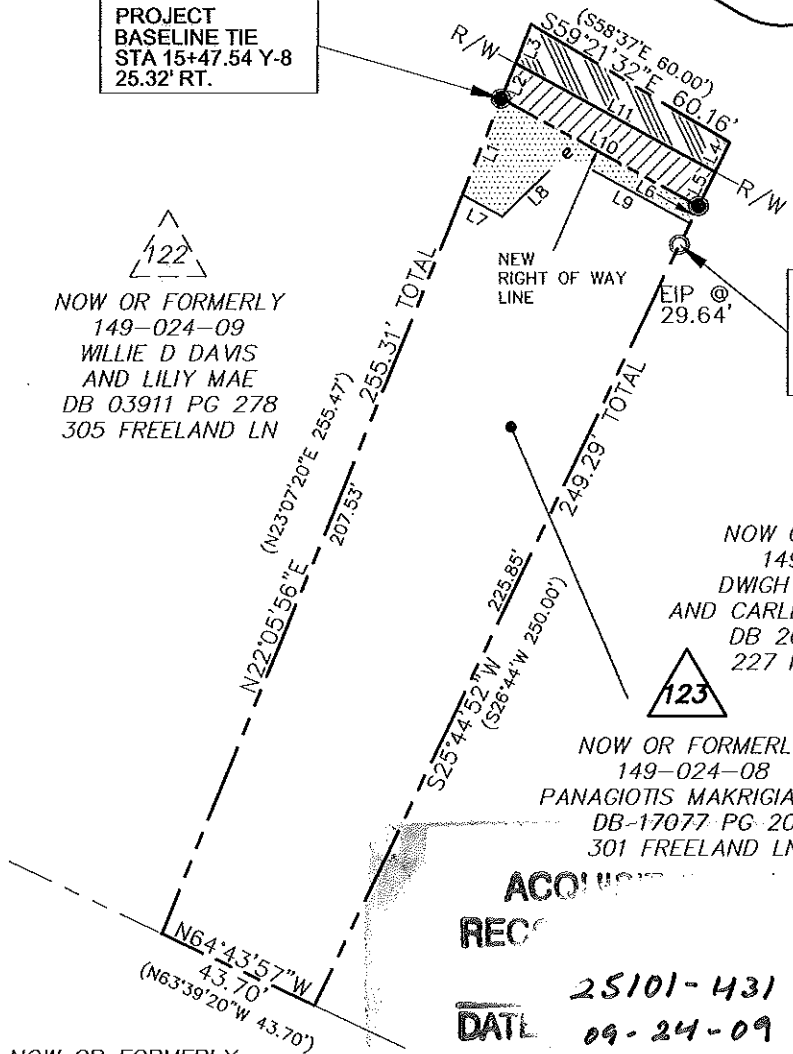 PROJECT
BASELINE TIE
STA 15+47.54 Y-8
25.32' RT.
R/W
(S58°37'E 60.00')
S59°21'32"E 60.16'
L3
L2
L11
L4
L10
L5
R/W
L1
e
L6
L8
L9
L7
NEW
RIGHT OF WAY
LINE
EIP @
29.64'
122
NOW OR FORMERLY
149-024-09
WILLIE D DAVIS
AND LILIY MAE
DB 03911 PG 278
305 FREELAND LN
255.31' TOTAL
(N23°07'20"E 255.47')
207.53'
N22°05'56"E
249.29' TOTAL
225.85'
S25°44'52"W
(S26°44'W 250.00')
NOW
DWIGH
AND
DB
227
123
NOW OR FORMERL
149-024-08
PANAGIOTIS MAKRIGIA
DB-17077 PG 20
301 FREELAND LN
N64°43'57"W
43.70'
(N63°39'20"W 43.70')
25101-431
DATE 09-24-09
NOW OR FORMERLY